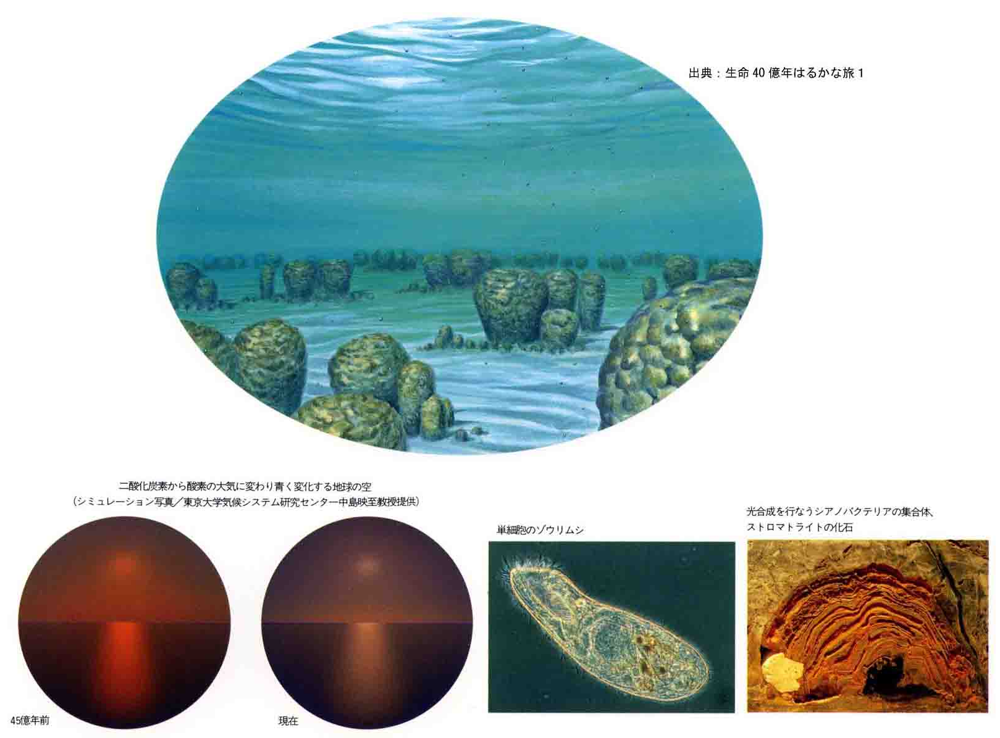 出典：生命40億年はるかな旅1
二酸化炭素から酸素の大気に変わり青く変化する地球の空
（シミュレーション写真／東京大学気候システム研究センター中島映至教授提供）
45億年前
現在
単細胞のゾウリムシ
光合成を行なうシアノバクテリアの集合体、
ストロマトライトの化石